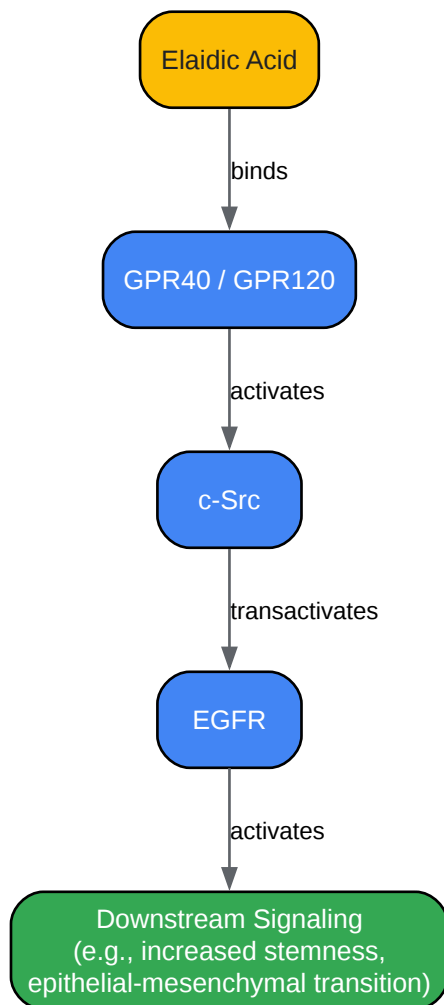 Elaidic Acid
binds
GPR40 / GPR120
activates
c-Src
transactivates
EGFR
activates
Downstream Signaling
(e.g., increased stemness,
epithelial-mesenchymal transition)